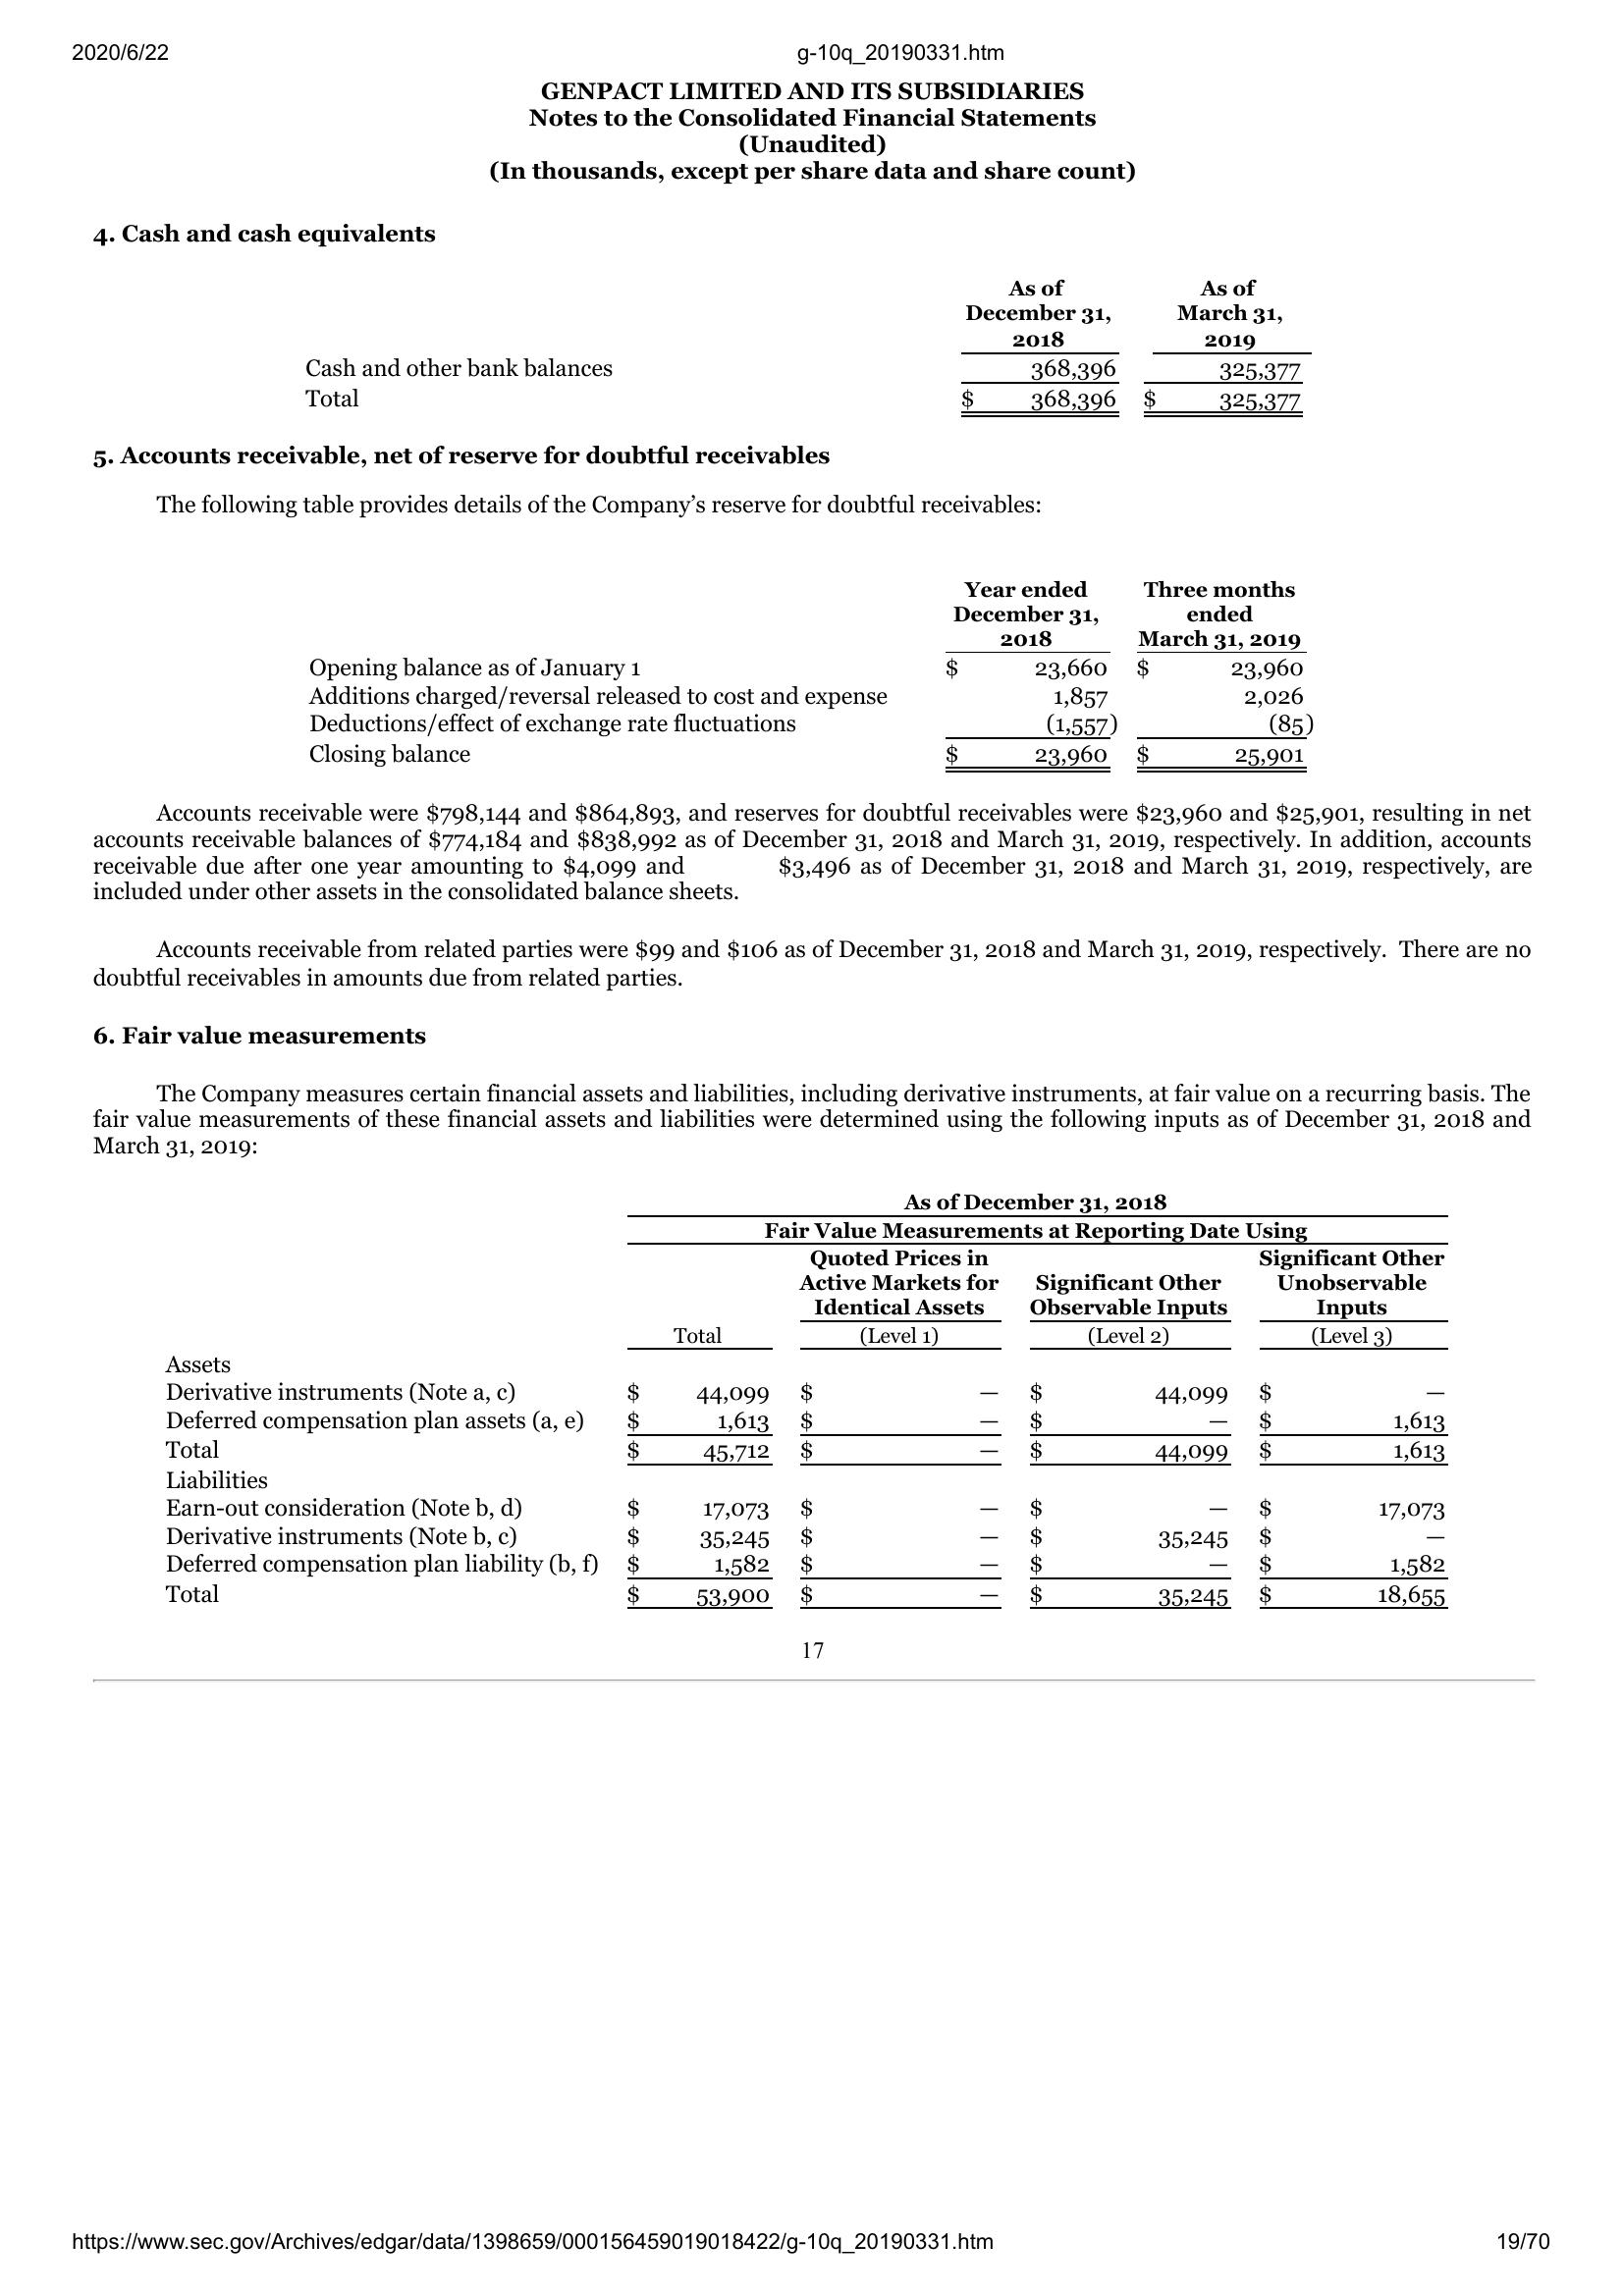 2020/6/22 g-10q_20190331.htm
GENPACT LIMITED AND ITS SUBSIDIARIES
Notes to the Consolidated Financial Statements
(Unaudited)
(In thousands, except per share data and share count)
4. Cash and cash equivalents
As of As of
December 31, March 31,
2018 2019
Cash and other bank balances 368,396 325,377
Total $ 368,396 $ 325,377
5. Accounts receivable, net of reserve for doubtful receivables
The following table provides details of the Company’s reserve for doubtful receivables:
Year ended Three months
December 31, ended
2018 March 31, 2019
Opening balance as of January 1 $ 23,660 $ 23,960
Additions charged/reversal released to cost and expense 1,857 2,026
Deductions/effect of exchange rate fluctuations (1,557) (85)
Closing balance $ 23,960 $ 25,901
Accounts receivable were $798,144 and $864,893, and reserves for doubtful receivables were $23,960 and $25,901, resulting in net
accounts receivable balances of $774,184 and $838,992 as of December 31, 2018 and March 31, 2019, respectively. In addition, accounts
receivable due after one year amounting to $4,099 and $3,496 as of December 31, 2018 and March 31, 2019, respectively, are
included under other assets in the consolidated balance sheets.
Accounts receivable from related parties were $99 and $106 as of December 31, 2018 and March 31, 2019, respectively. There are no
doubtful receivables in amounts due from related parties.
6. Fair value measurements
The Company measures certain financial assets and liabilities, including derivative instruments, at fair value on a recurring basis. The
fair value measurements of these financial assets and liabilities were determined using the following inputs as of December 31, 2018 and
March 31, 2019:
As of December 31, 2018
Fair Value Measurements at Reporting Date Using
Quoted Prices in Significant Other
Active Markets for Significant Other Unobservable
Identical Assets Observable Inputs Inputs
Total (Level 1) (Level 2) (Level 3)
Assets
Derivative instruments (Note a, c) $ 44,099 $ — $ 44,099 $ —
Deferred compensation plan assets (a, e) $ 1,613 $ — $ — $ 1,613
Total $ 45,712 $ — $ 44,099 $ 1,613
Liabilities
Earn-out consideration (Note b, d) $ 17,073 $ — $ — $ 17,073
Derivative instruments (Note b, c) $ 35,245 $ — $ 35,245 $ —
Deferred compensation plan liability (b, f) $ 1,582 $ — $ — $ 1,582
Total $ 53,900 $ — $ 35,245 $ 18,655
17
https://www.sec.gov/Archives/edgar/data/1398659/000156459019018422/g-10q_20190331.htm 19/70